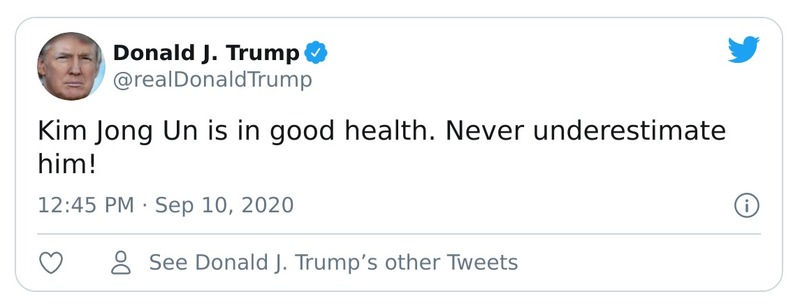 Donald J. Trump
@realDonaldTrump
Kim Jong Un is in good health. Never underestimate
him!
12:45 PM · Sep 10, 2020
See Donald J. Trump’s other Tweets